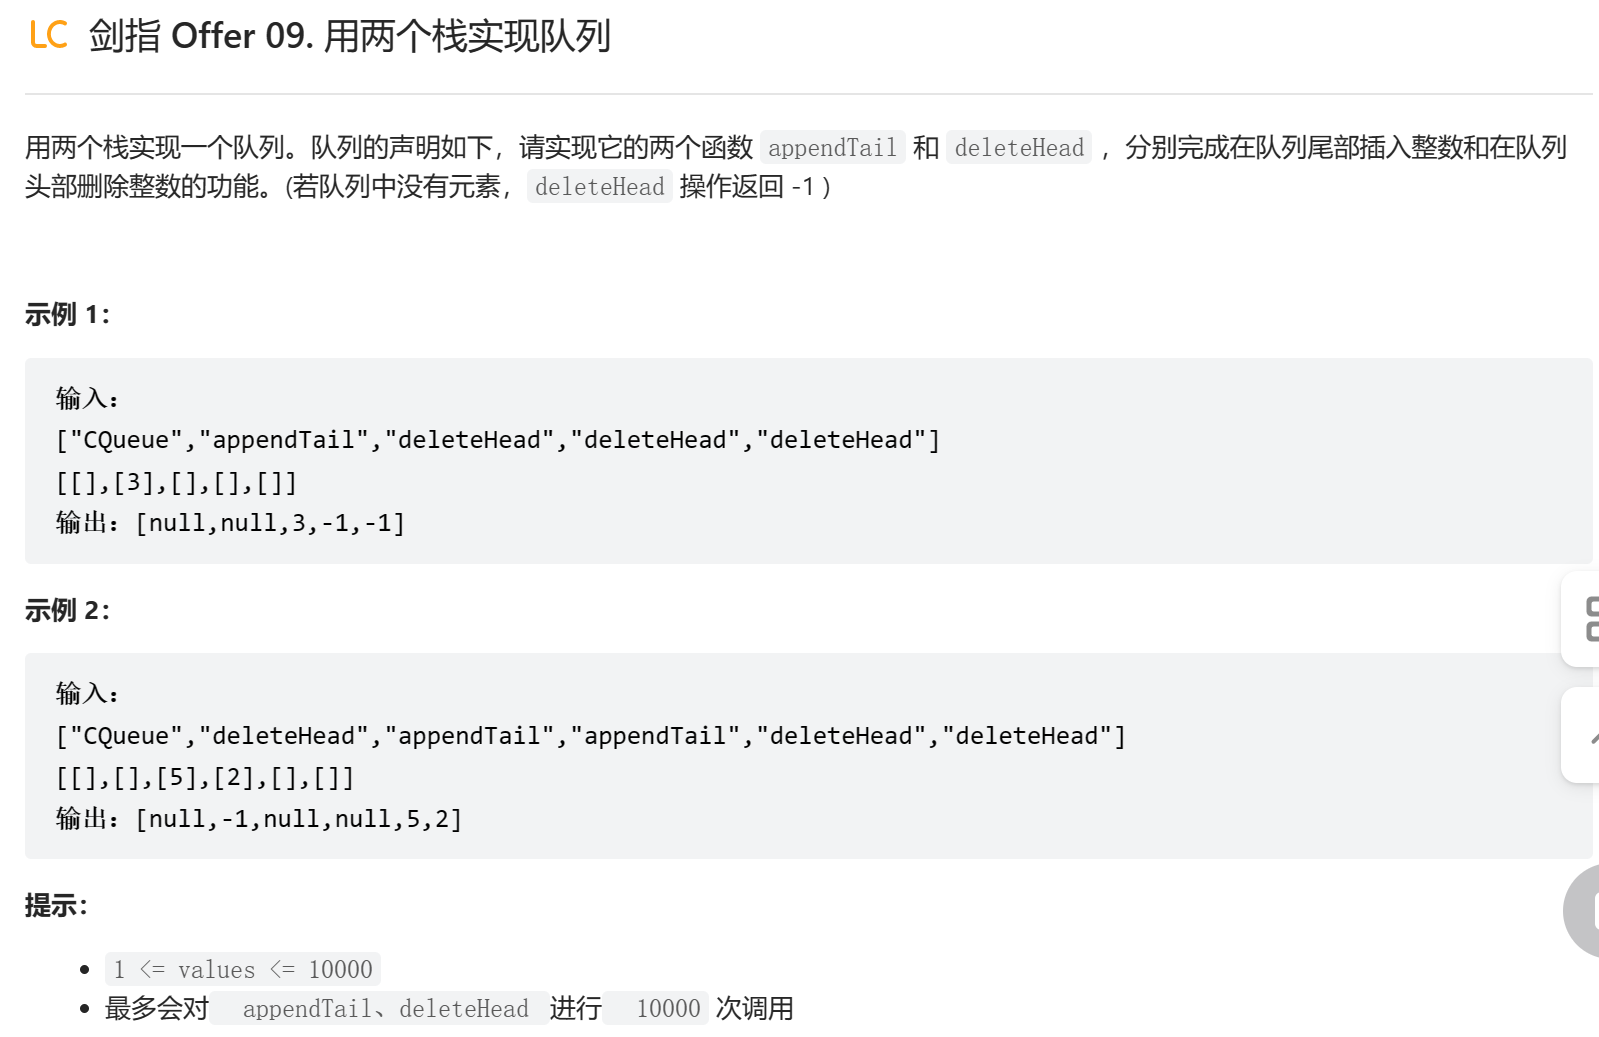 LC 剑指 Offer 09. 用两个栈实现队列
用两个栈实现一个队列。队列的声明如下，请实现它的两个函数 appendTail 和 deleteHead ，分别完成在队列尾部插入整数和在队列
头部删除整数的功能。(若队列中没有元素，deleteHead 操作返回 -1 )
示例 1：
输入：
["CQueue","appendTail","deleteHead","deleteHead","deleteHead"]
[[],[3],[],[],[]]
输出：[null,null,3,-1,-1]
示例 2：
输入：
["CQueue","deleteHead","appendTail","appendTail","deleteHead","deleteHead"]
[[],[],[5],[2],[],[]]
输出：[null,-1,null,null,5,2]
提示：
1 <= values <= 10000
最多会对 appendTail、deleteHead 进行 10000 次调用